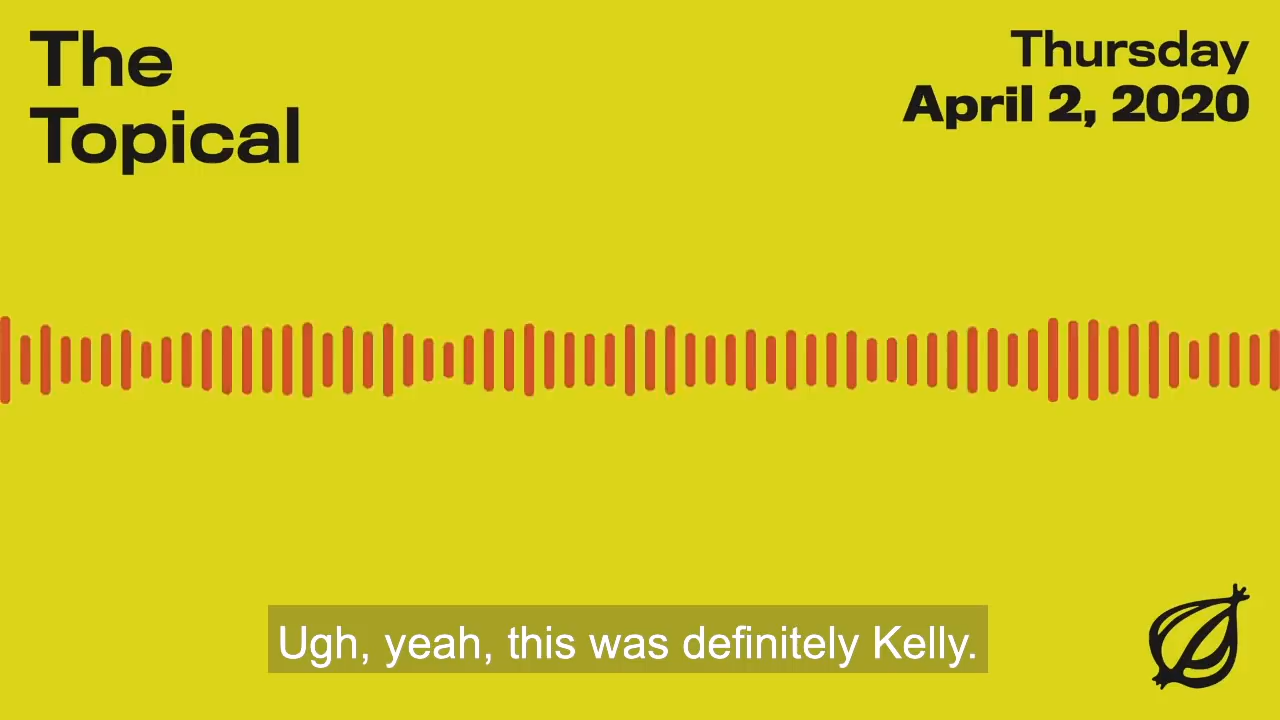 The
Topical
Thursday
April 2, 2020
Ugh, yeah, this was definitely Kelly.